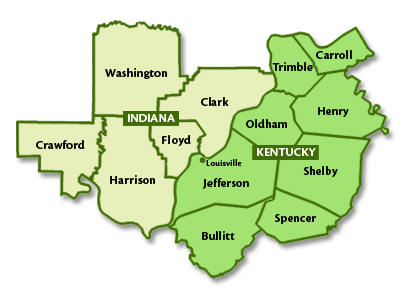 Carroll
Trimble
Washington
Clark
Henry
INDIANA
Oldham
Floyd
Crawford
KENTUCKY
Louisville
Shelby
Harrison
Jefferson
Spencer
Bullitt